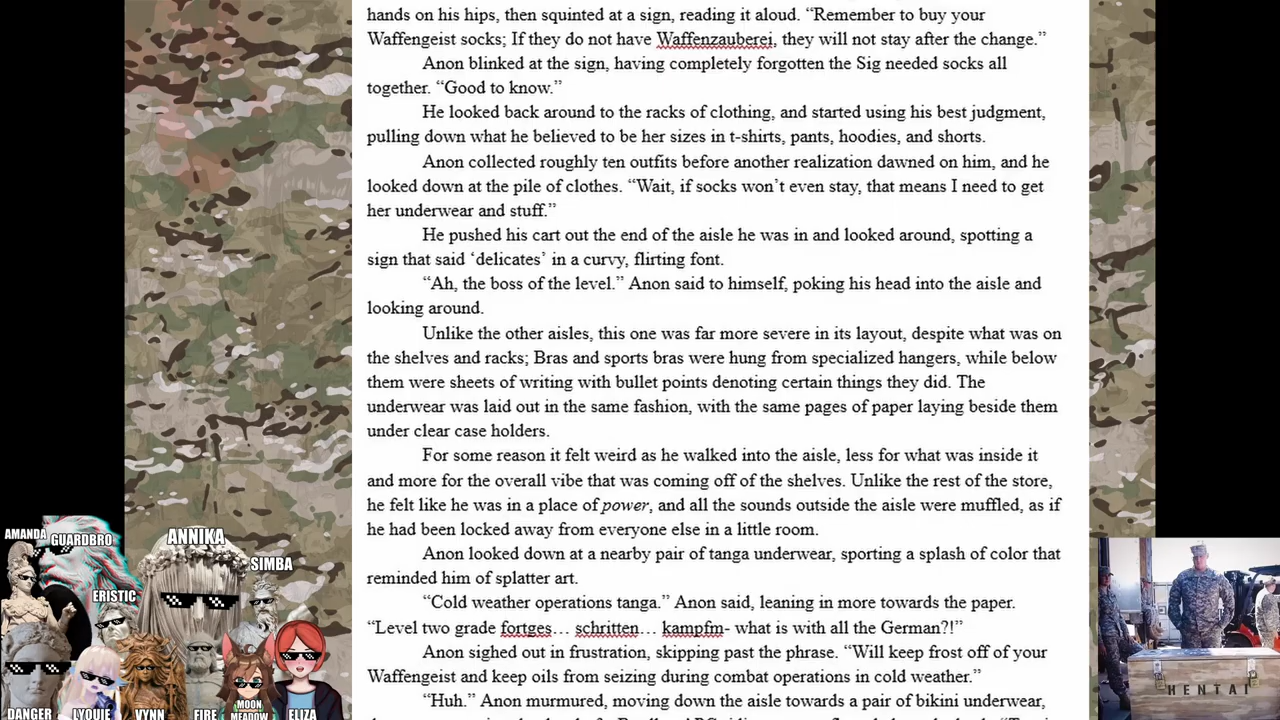 hands on his hips, then squinted at a sign, reading it aloud. “Remember to buy your
Waffengeist socks; If they do not have Waffenzauberei, they will not stay after the change.”
Anon blinked at the sign, having completely forgotten the Sig needed socks all
together. “Good to know.”
He looked back around to the racks of clothing, and started using his best judgment,
pulling down what he believed to be her sizes in t-shirts, pants, hoodies, and shorts.
Anon collected roughly ten outfits before another realization dawned on him, and he
looked down at the pile of clothes. “Wait, if socks won’t even stay, that means I need to get
her underwear and stuff.”
He pushed his cart out the end of the aisle he was in and looked around, spotting a
sign that said ‘delicates’ in a curvy, flirting font.
“Ah, the boss of the level.” Anon said to himself, poking his head into the aisle and
looking around.
Unlike the other aisles, this one was far more severe in its layout, despite what was on
the shelves and racks; Bras and sports bras were hung from specialized hangers, while below
them were sheets of writing with bullet points denoting certain things they did. The
underwear was laid out in the same fashion, with the same pages of paper laying beside them
under clear case holders.
For some reason it felt weird as he walked into the aisle, less for what was inside it
and more for the overall vibe that was coming off of the shelves. Unlike the rest of the store,
he felt like he was in a place of power, and all the sounds outside the aisle were muffled, as if
he had been locked away from everyone else in a little room.
Anon looked down at a nearby pair of tanga underwear, sporting a splash of color that
reminded him of splatter art.
“Cold weather operations tanga.” Anon said, leaning in more towards the paper.
“Level two grade fortges… schritten… kampfm- what is with all the German?!”
Anon sighed out in frustration, skipping past the phrase. “Will keep frost off of your
Waffengeist and keep oils from seizing during combat operations in cold weather.”
“Huh.” Anon murmured, moving down the aisle towards a pair of bikini underwear,
AMANDA
GUARDBRO
ANNIKA
SIMBA
ERISTIC
DANGER
LYQUIE
VYNN
FIRE
MOON
MEADOW
ELIZA
HENTAI